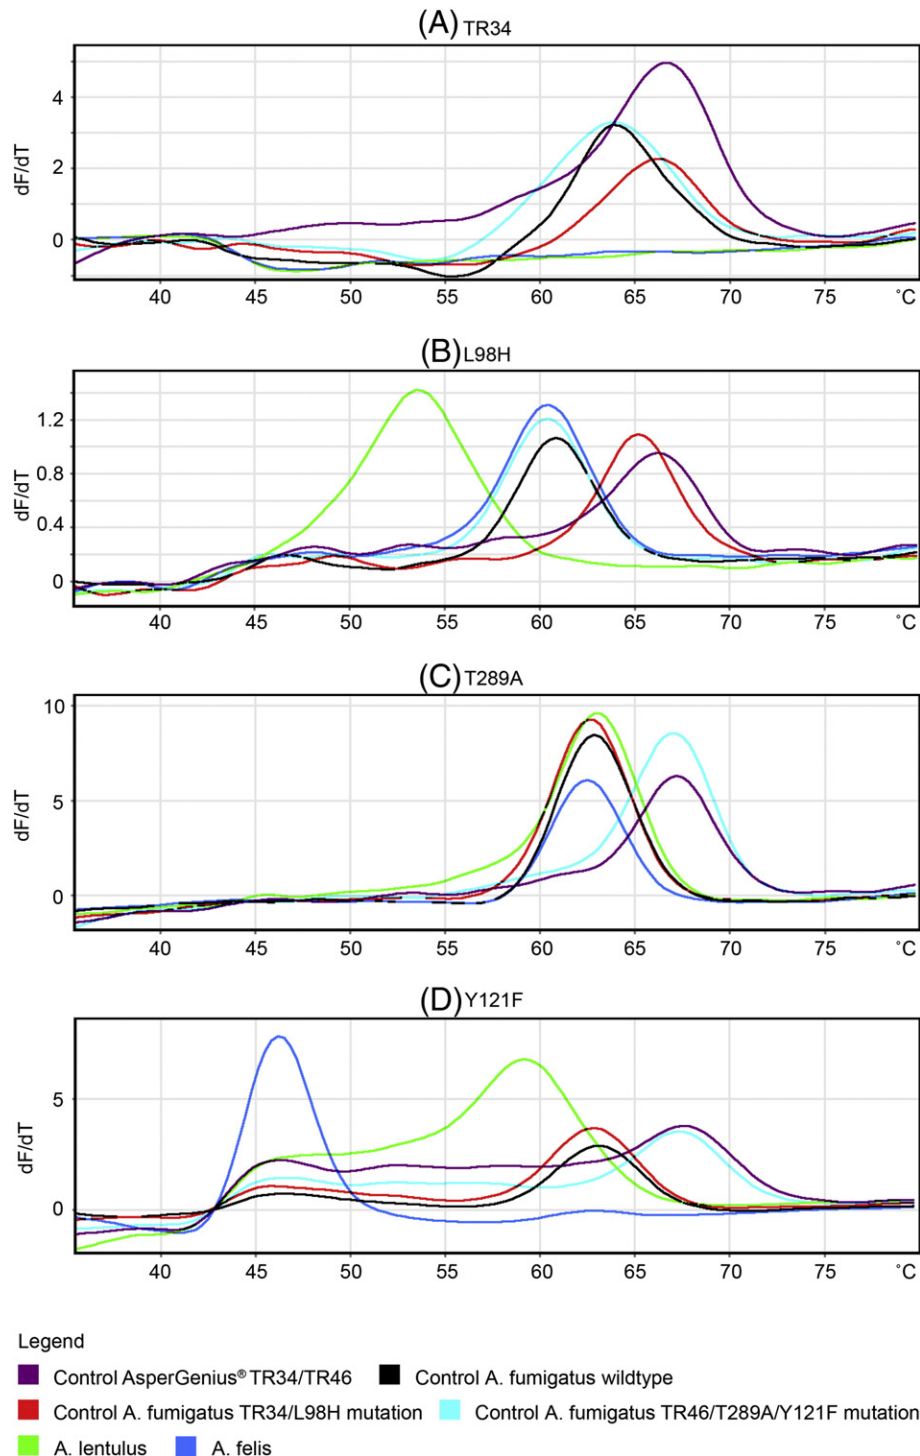 (A) TR34
4
2
0
dF/dT
40 45 50 55 60 65 70 75 °C
(B) L98H
1.2
0.8
0.4
0
dF/dT
40 45 50 55 60 65 70 75 °C
(C) T289A
10
5
0
dF/dT
40 45 50 55 60 65 70 75 °C
(D) Y121F
5
0
dF/dT
40 45 50 55 60 65 70 75 °C
Legend
Control AsperGenius® TR34/TR46 Control A. fumigatus wildtype
Control A. fumigatus TR34/L98H mutation Control A. fumigatus TR46/T289A/Y121F mutation
A. lentulus A. felis